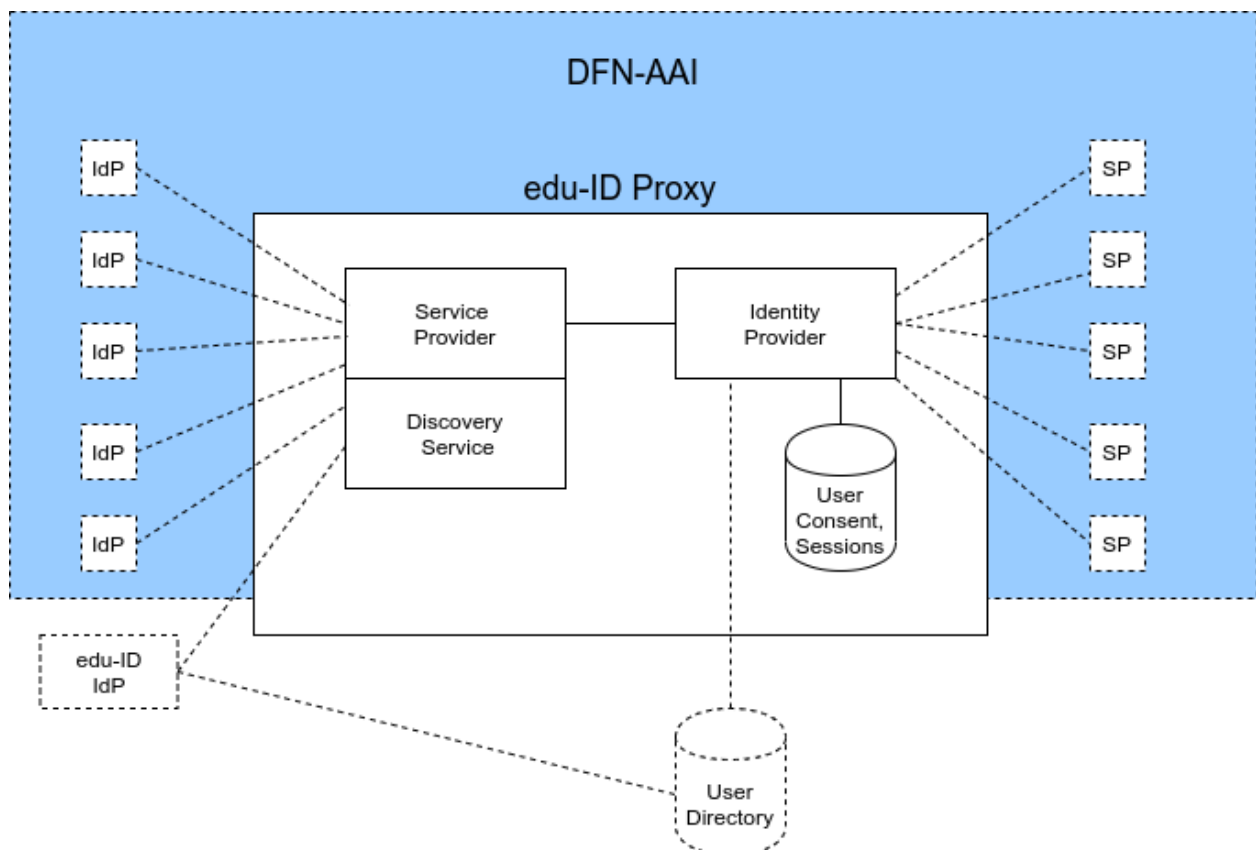 DFN-AAI
edu-ID Proxy
IdP
IdP
IdP
IdP
IdP
Service
Provider
Discovery
Service
Identity
Provider
User
Consent,
Sessions
SP
SP
SP
SP
SP
edu-ID
IdP
User
Directory